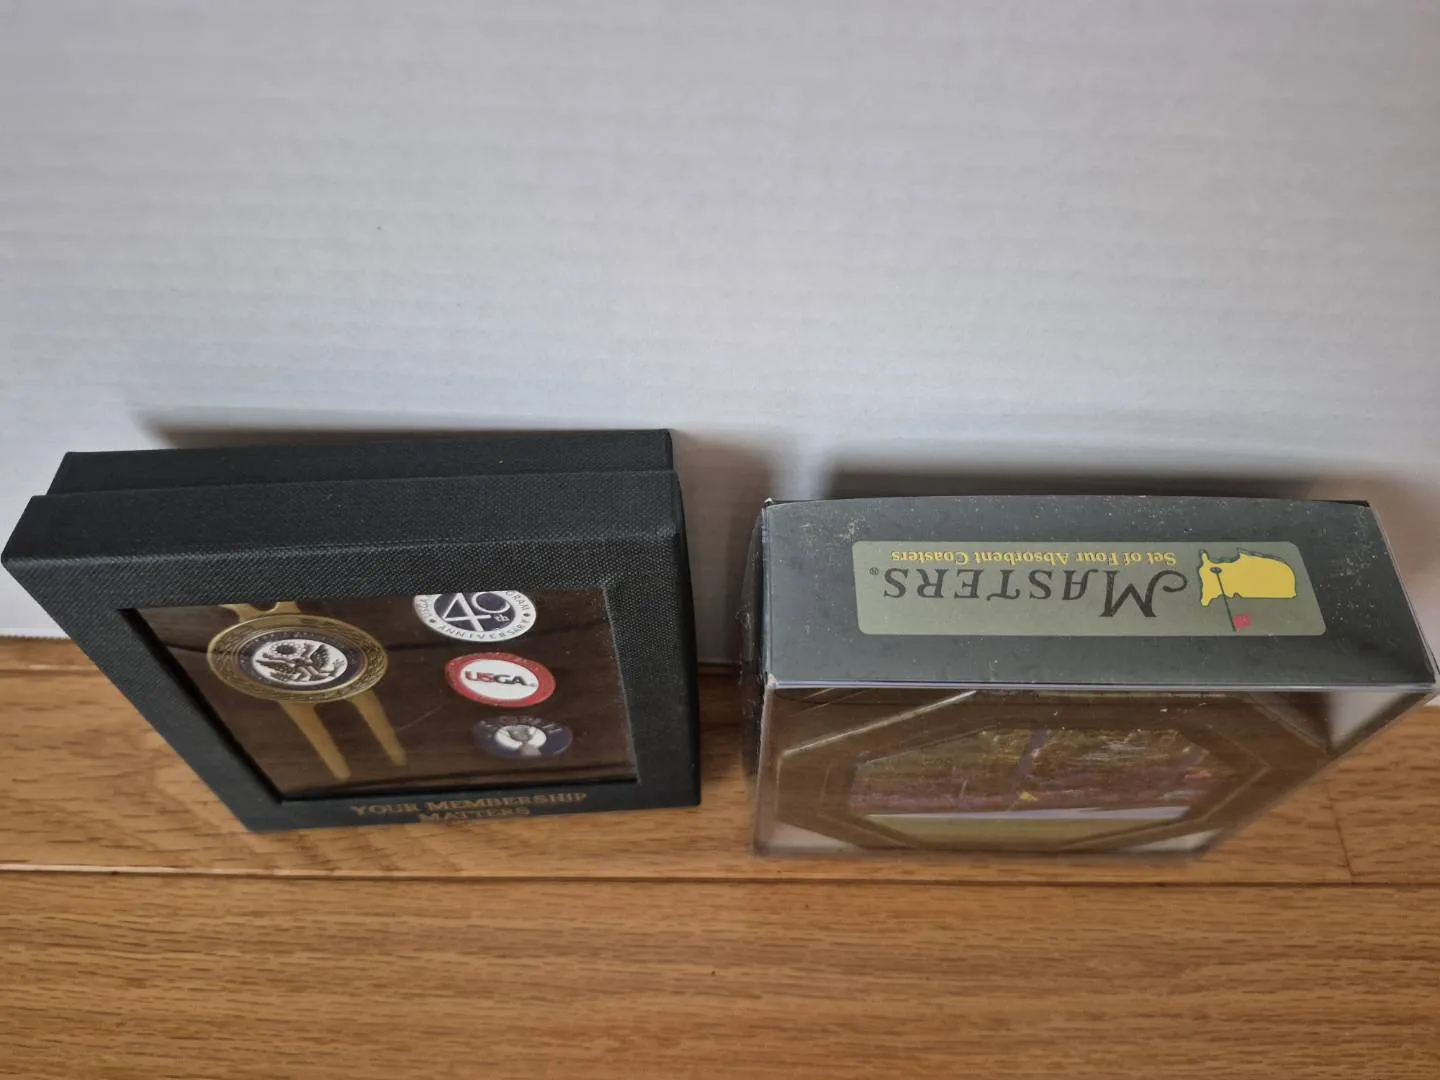 40th
ANNIVERSARY
USGA
YOUR MEMBERSHIP
MATTERS
MASTERS®
Set of Four Absorbent Coasters